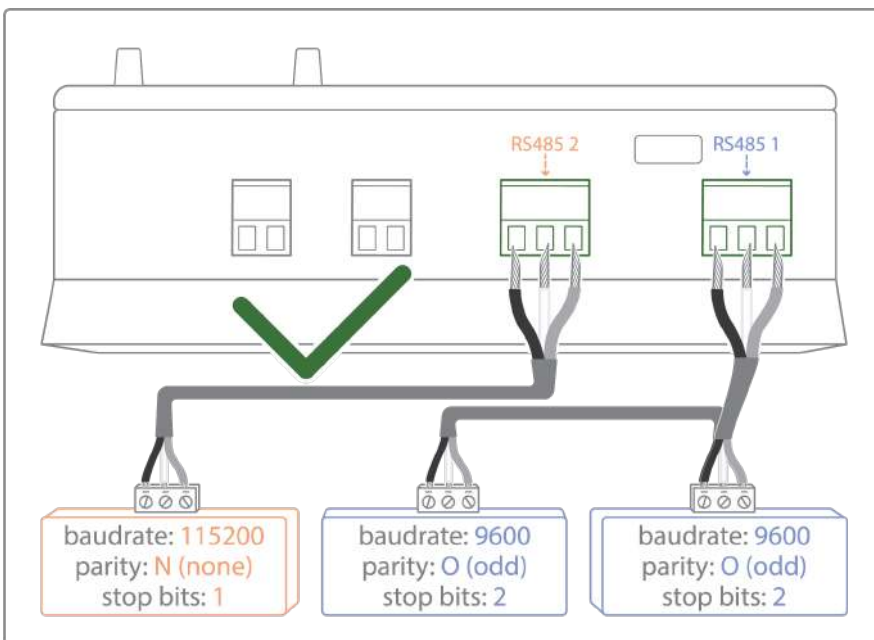 RS485 2
RS485 1
baudrate: 115200
parity: N (none)
stop bits: 1
baudrate: 9600
parity: O (odd)
stop bits: 2
baudrate: 9600
parity: O (odd)
stop bits: 2